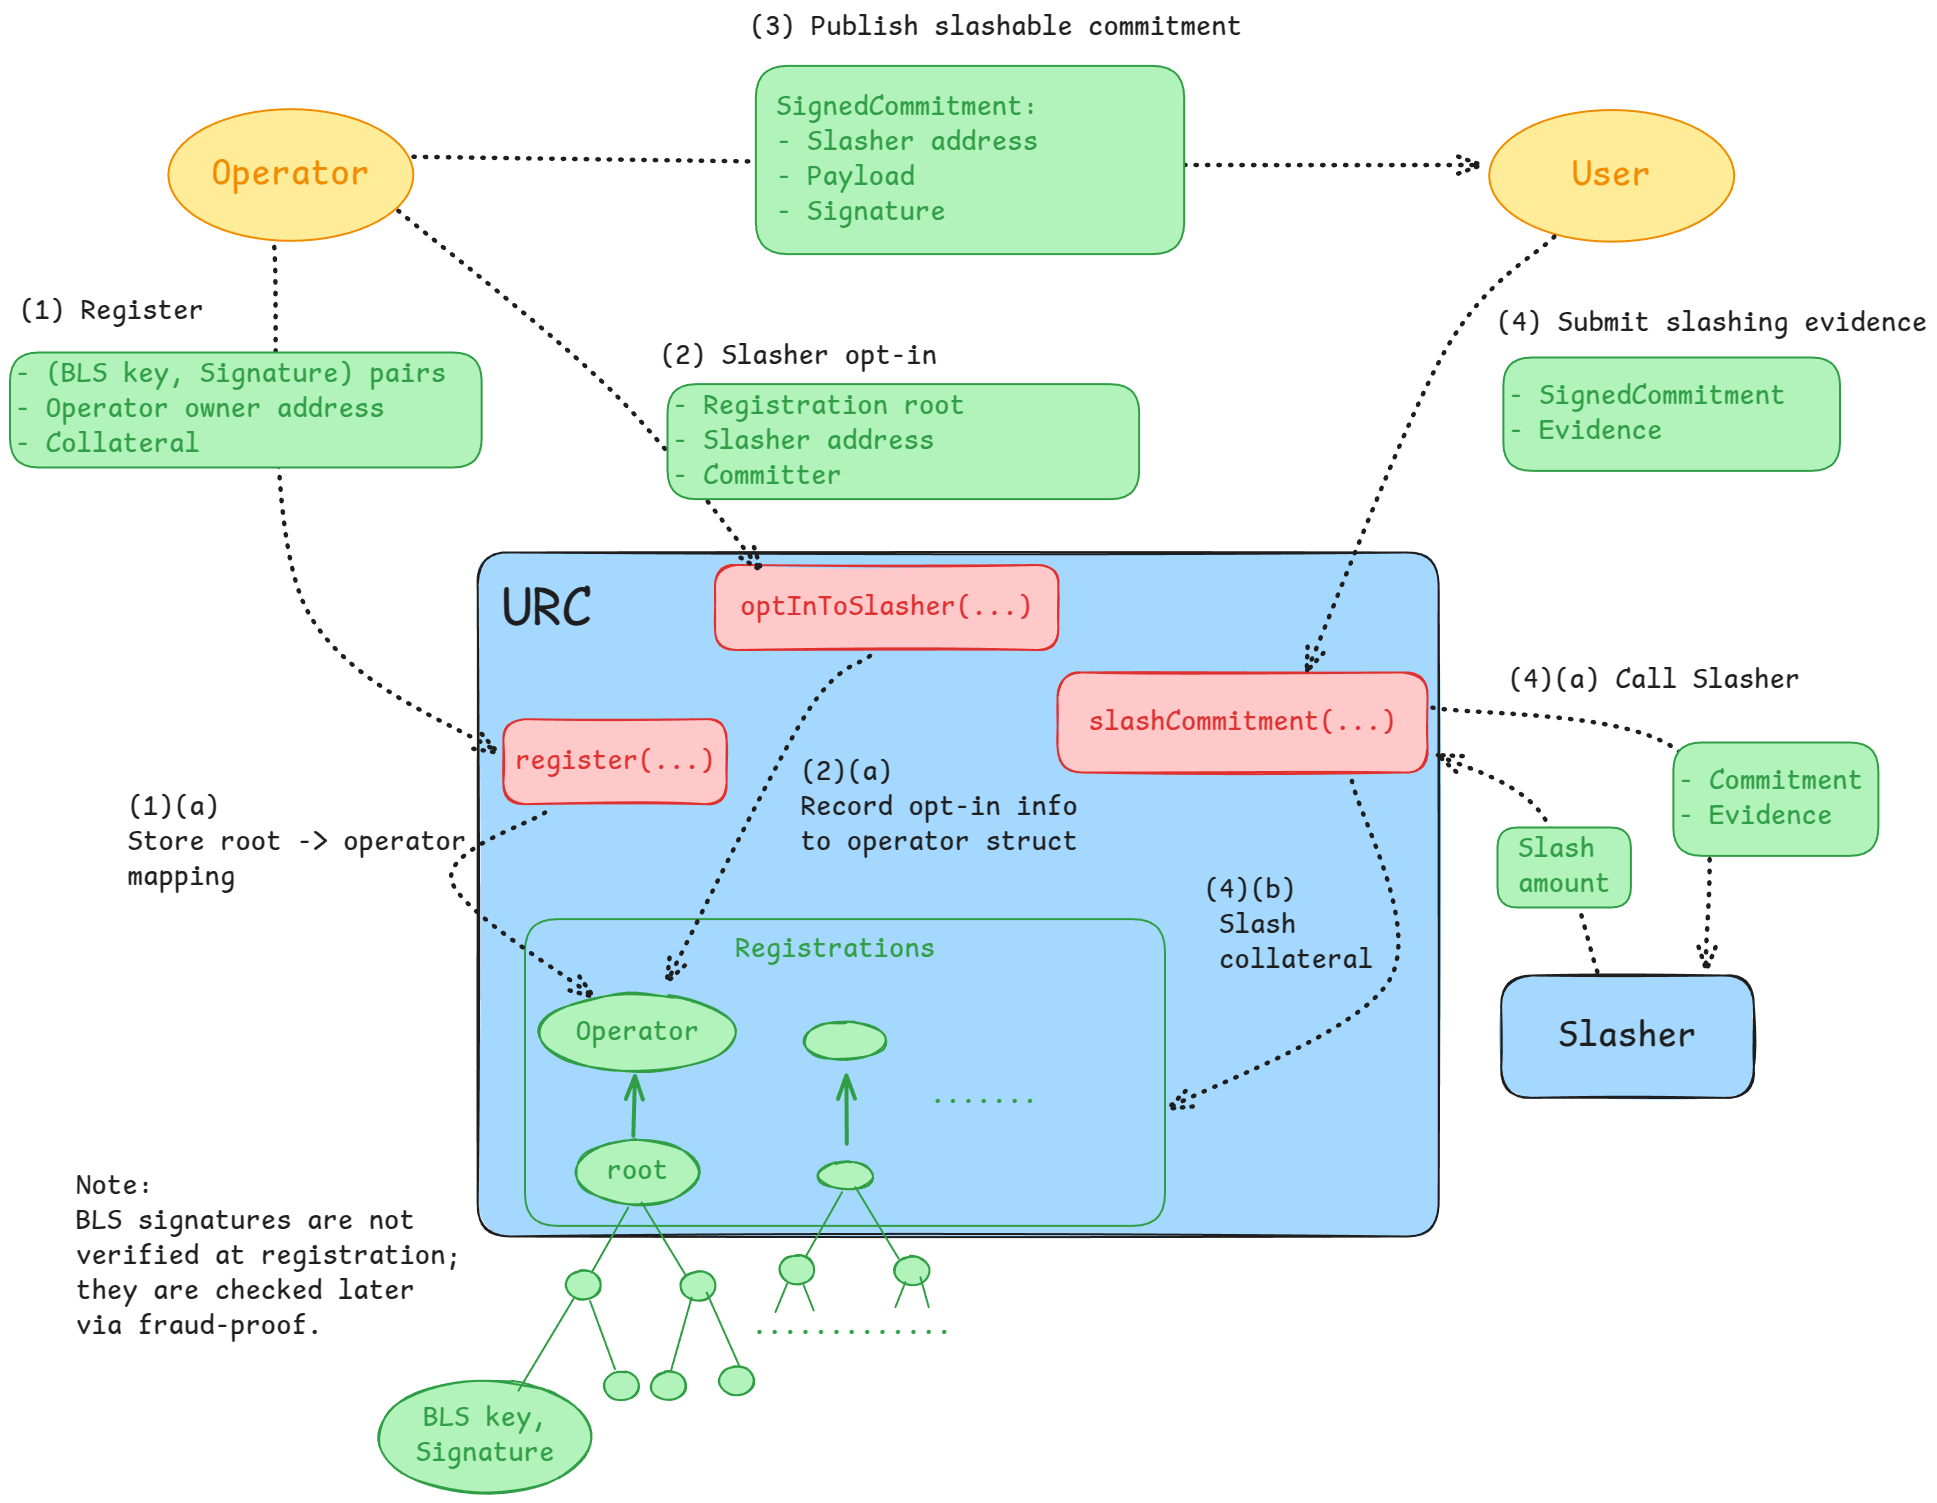 (3) Publish slashable commitment
SignedCommitment:
- Slasher address
- Payload
- Signature
Operator
User
(1) Register
- (BLS key, Signature) pairs
- Operator owner address
- Collateral
(2) Slasher opt-in
- Registration root
- Slasher address
- Committer
(4) Submit slashing evidence
- SignedCommitment
- Evidence
URC
optInToSlasher(...)
slashCommitment(...)
register(...)
(4)(a) Call Slasher
- Commitment
- Evidence
Slash
amount
Slasher
(1)(a)
Store root -> operator
mapping
(2)(a)
Record opt-in info
to operator struct
(4)(b)
Slash
collateral
Registrations
Operator
.......
root
Note:
BLS signatures are not
verified at registration;
they are checked later
via fraud-proof.
............
BLS key,
Signature